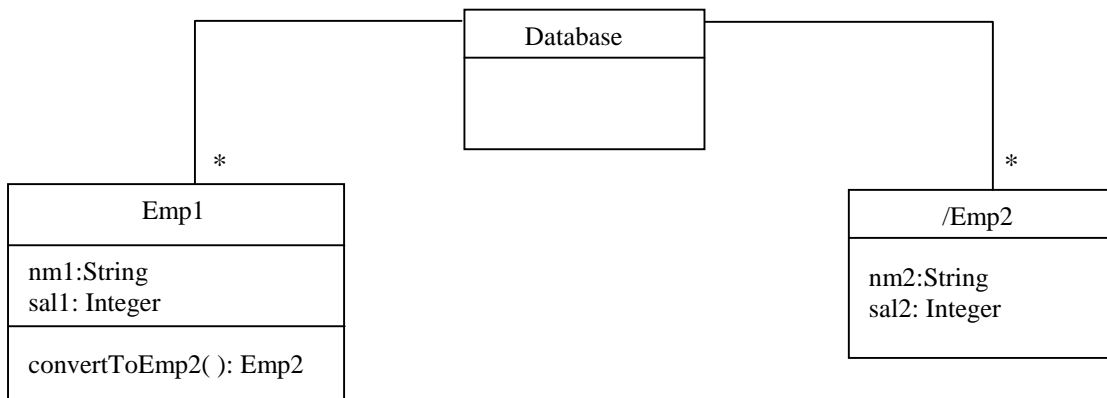 Database
*
*
Emp1
nm1:String
sal1: Integer
convertToEmp2( ): Emp2
/Emp2
nm2:String
sal2: Integer